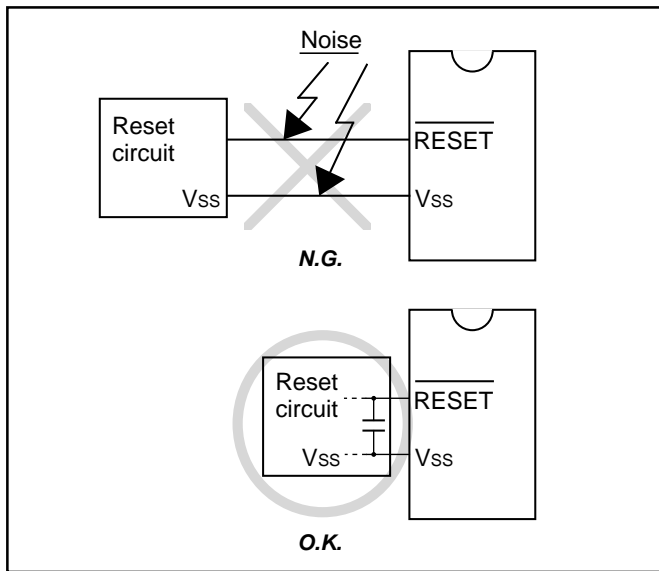 Noise
Reset
circuit
RESET
VSS
VSS
N.G.
Reset
circuit
RESET
VSS
VSS
O.K.